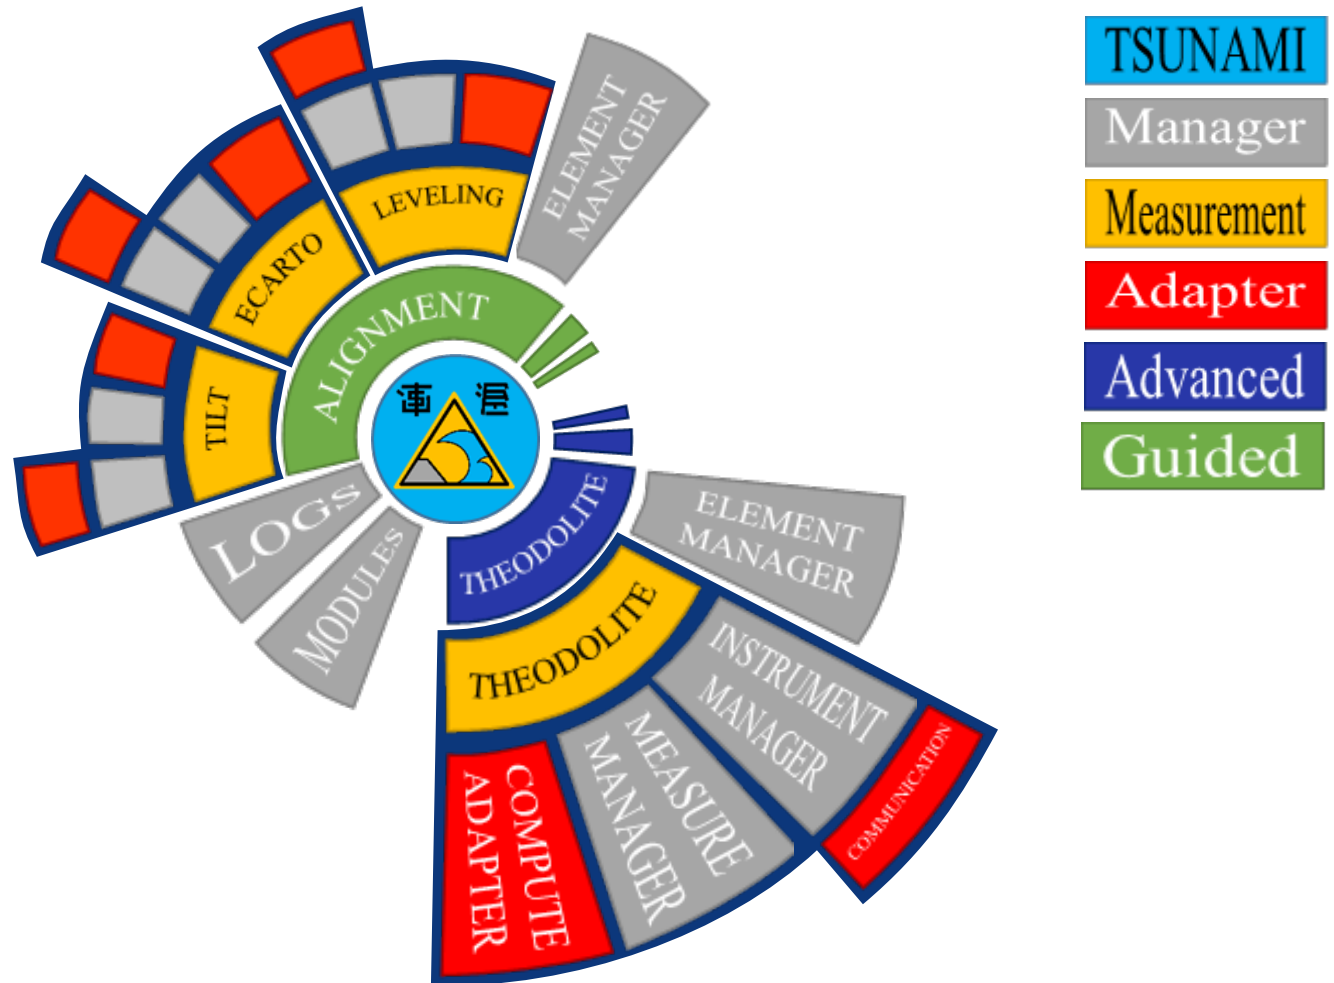 TSUNAMI
Manager
Measurement
Adapter
Advanced
Guided
ELEMENT
MANAGER
LEVELING
ECARTO
TILT
ALIGNMENT
LOGS
MODULES
THEODOLITE
ELEMENT
MANAGER
THEODOLITE
INSTRUMENT
MANAGER
COMMUNICATION
MEASURE
MANAGER
COMPUTE
ADAPTER